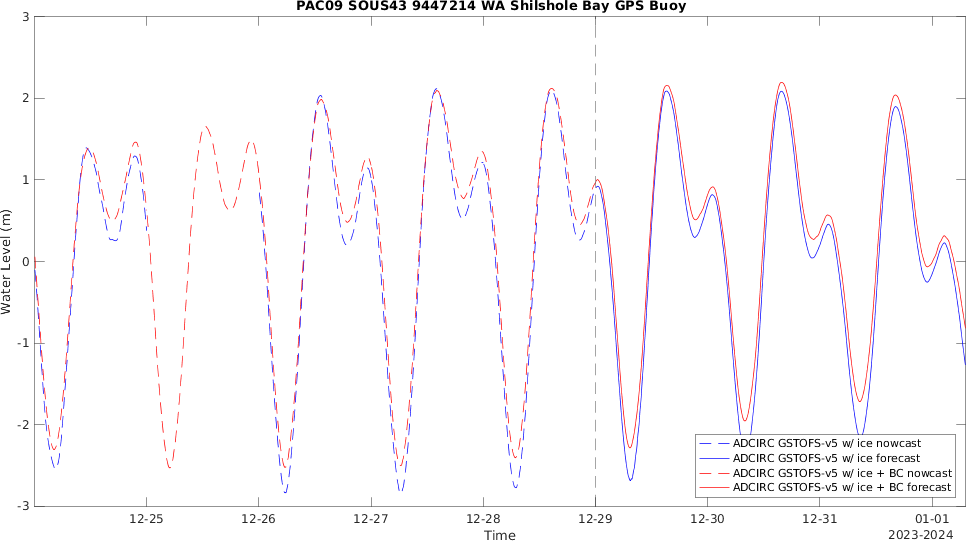 PAC09 SOUS43 9447214 WA Shilshole Bay GPS Buoy
3
2
1
0
-1
-2
-3
Water Level (m)
12-25
12-26
12-27
12-28
12-29
12-30
12-31
01-01
Time
2023-2024
ADCIRC GSTOFS-v5 w/ ice nowcast
ADCIRC GSTOFS-v5 w/ ice forecast
ADCIRC GSTOFS-v5 w/ ice + BC nowcast
ADCIRC GSTOFS-v5 w/ ice + BC forecast